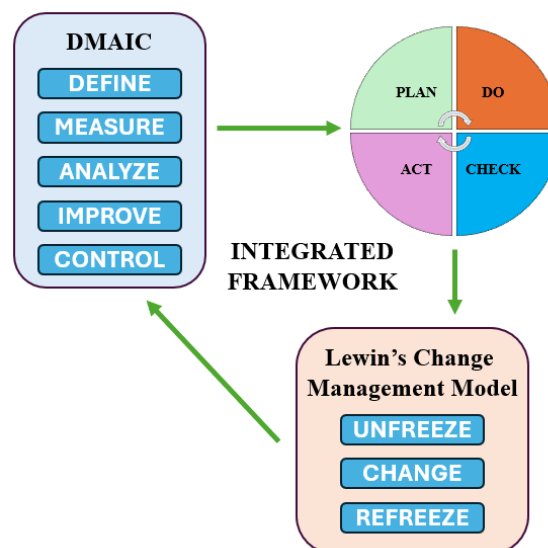 DMAIC
DEFINE
MEASURE
ANALYZE
IMPROVE
CONTROL
PLAN
DO
ACT
CHECK
INTEGRATED
FRAMEWORK
Lewin’s Change
Management Model
UNFREEZE
CHANGE
REFREEZE